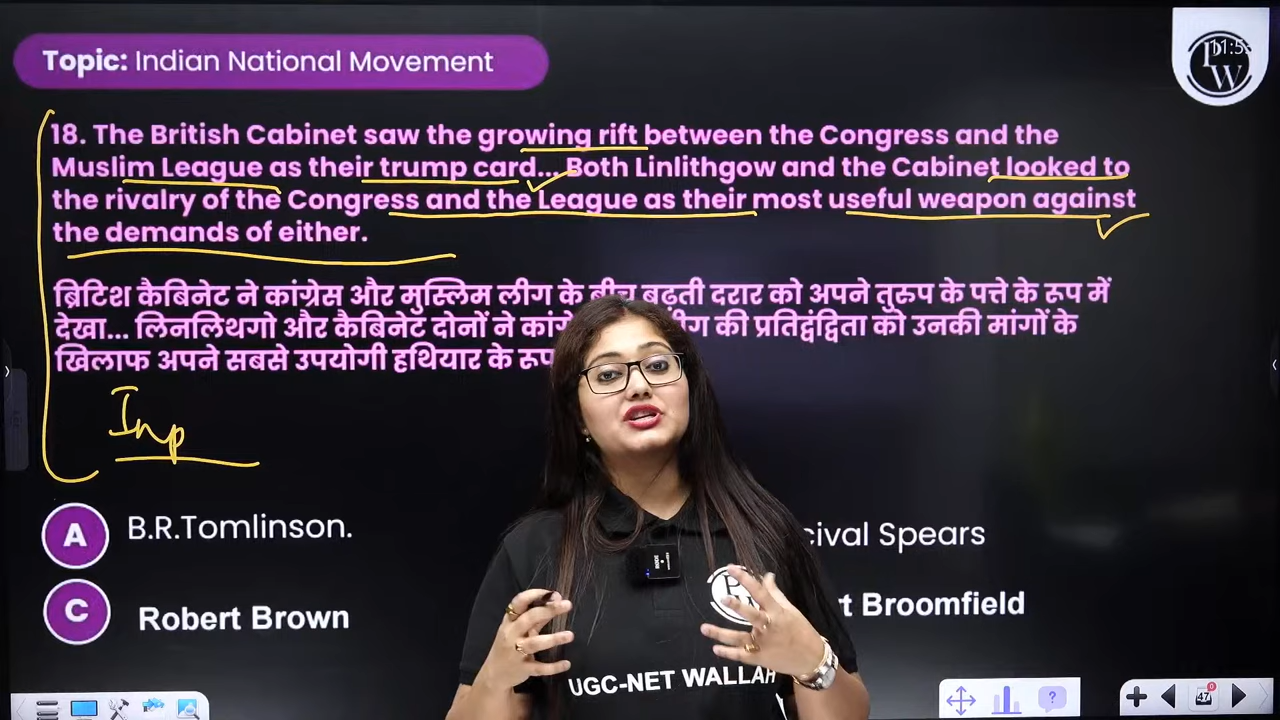 Topic: Indian National Movement
18. The British Cabinet saw the growing rift between the Congress and the
Muslim League as their trump card... Both Linlithgow and the Cabinet looked to
the rivalry of the Congress and the League as their most useful weapon against
the demands of either.
ब्रिटिश कैबिनेट ने कांग्रेस और मुस्लिम लीग के बीच बढ़ती दरार को अपने तुरुप के पत्ते के रूप में
देखा... लिनलिथगो और कैबिनेट दोनों ने की प्रतिद्वंद्विता को उनकी मांगों के
खिलाफ अपने सबसे उपयोगी हथियार के रूप
Imp
A B.R.Tomlinson.
Spears
C Robert Brown
Broomfield
PW
UGC-NET WALLAH
47